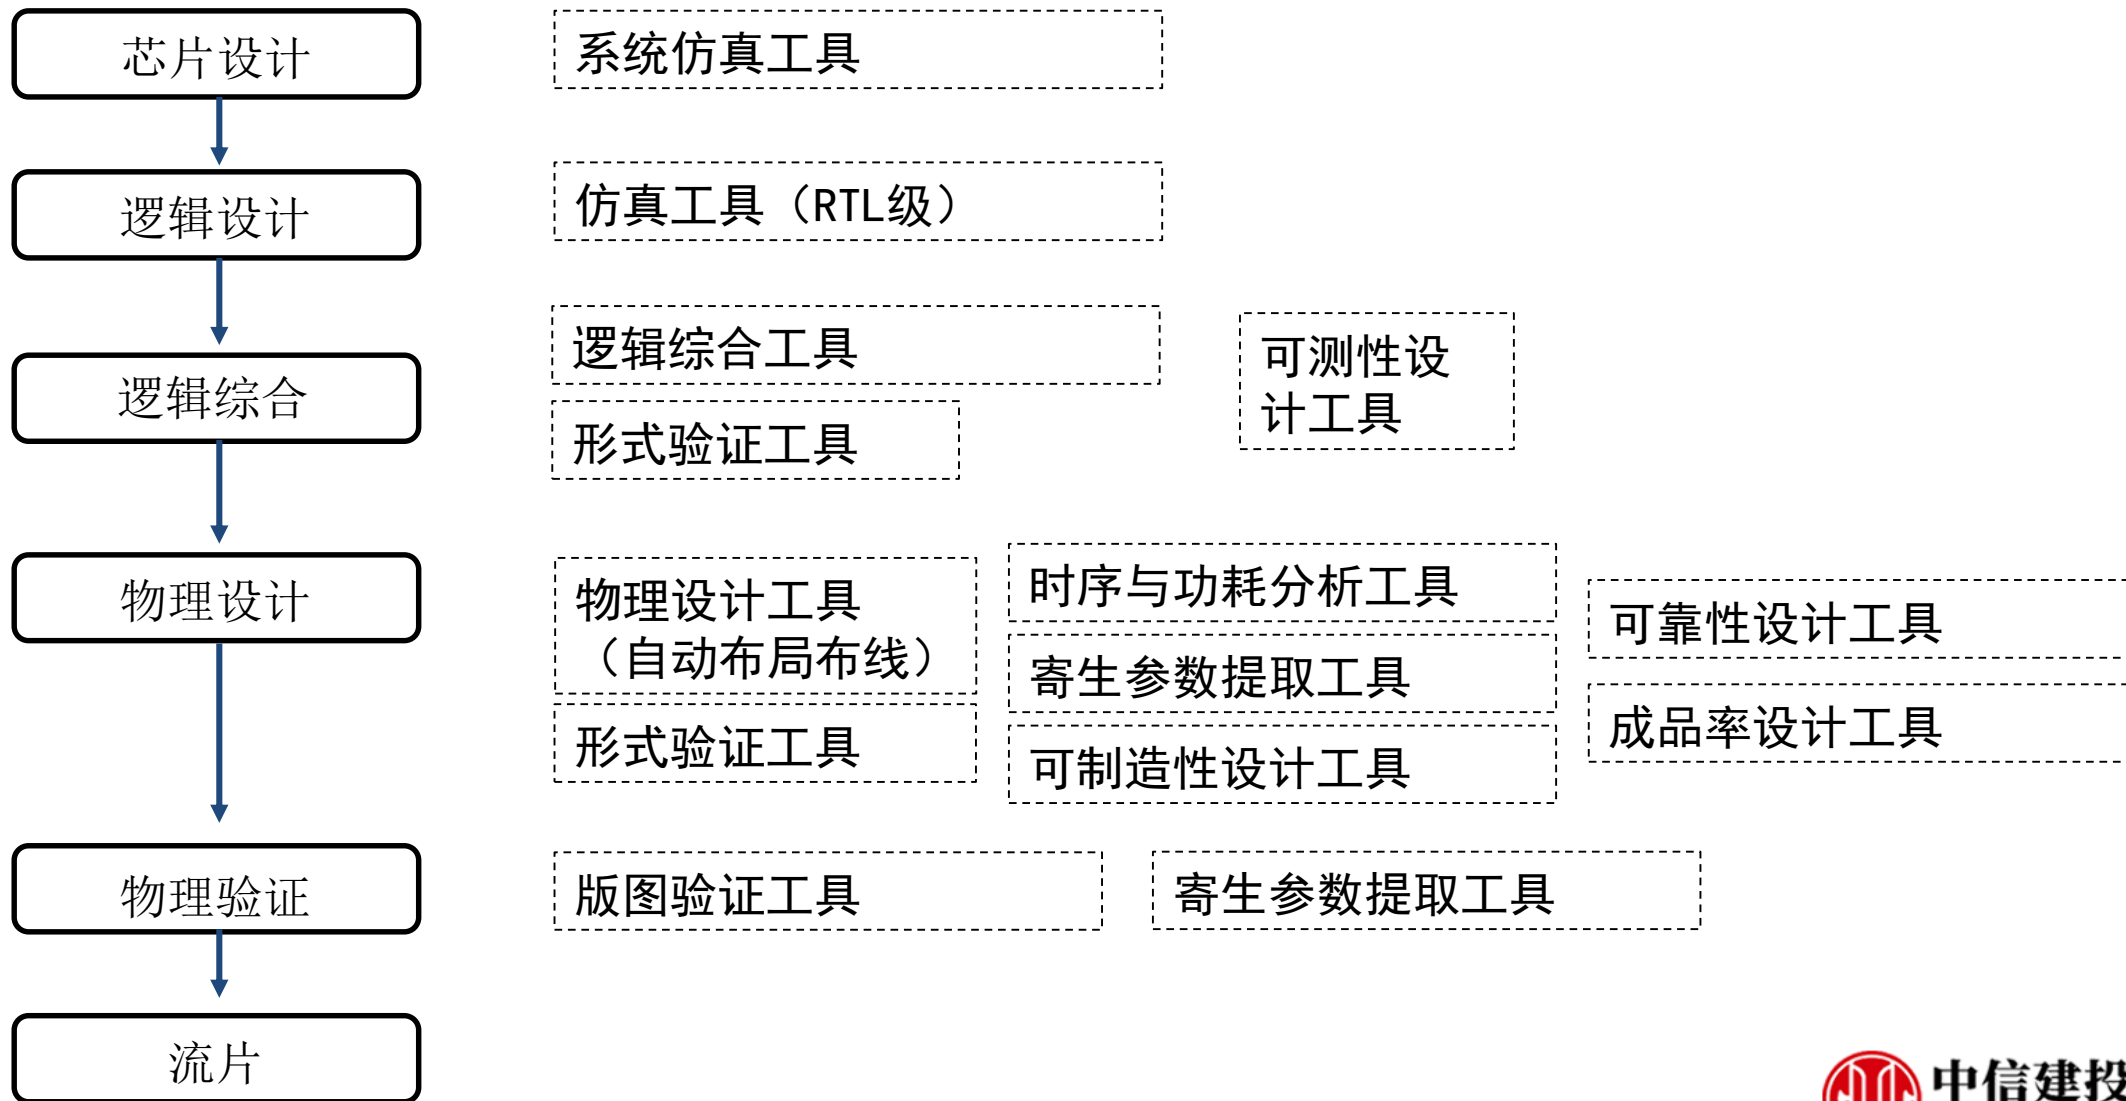 芯片设计
系统仿真工具
逻辑设计
仿真工具（RTL级）
逻辑综合
逻辑综合工具
形式验证工具
可测性设
计工具
物理设计
物理设计工具
（自动布局布线）
形式验证工具
时序与功耗分析工具
寄生参数提取工具
可制造性设计工具
可靠性设计工具
成品率设计工具
物理验证
版图验证工具
寄生参数提取工具
流片
中信建投